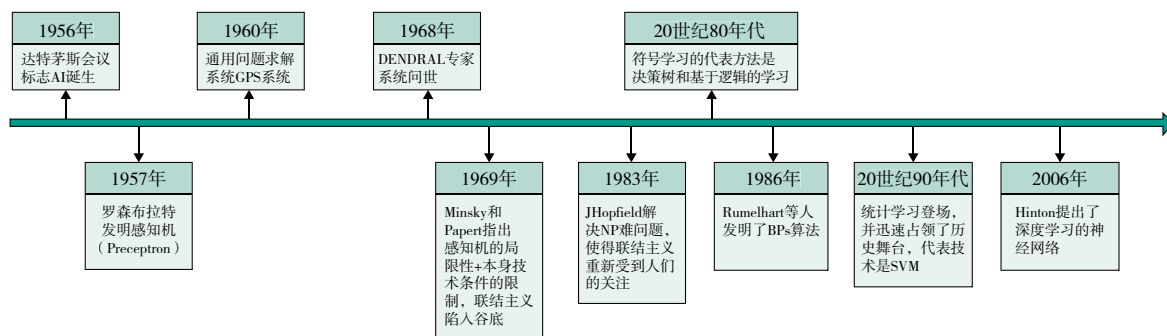 1956年
达特茅斯会议
标志AI诞生
1960年
通用问题求解
系统GPS系统
1968年
DENDRAL专家
系统问世
20世纪80年代
符号学习的代表方法是
决策树和基于逻辑的学习
1957年
罗森布拉特
发明感知机
（Preceptron）
1969年
Minsky和
Papert指出
感知机的局
限性+本身技
术条件的限
制，联结主义
陷入谷底
1983年
JHopfield解
决NP难问题，
使得联结主义
重新受到人们
的关注
1986年
Rumelhart等人
发明了BPs算法
20世纪90年代
统计学习登场，
并迅速占领了历
史舞台，代表技
术是SVM
2006年
Hinton提出了
深度学习的神
经网络